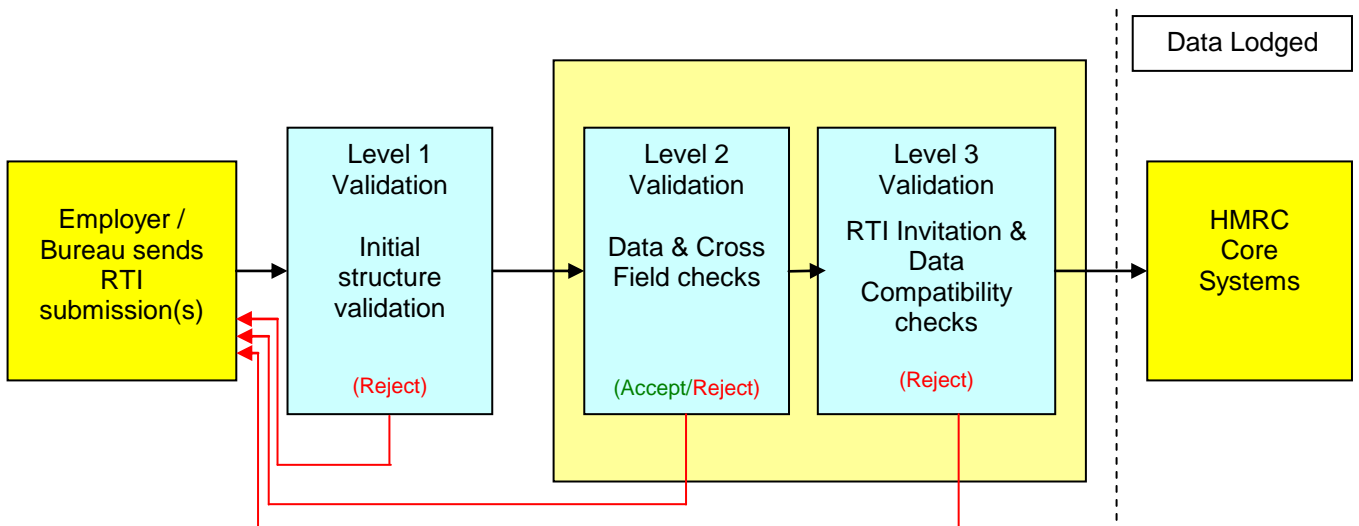 Data Lodged
Employer /
Bureau sends
RTI
submission(s)
Level 1
Validation
Initial
structure
validation
(Reject)
Level 2
Validation
Data & Cross
Field checks
(Accept/Reject)
Level 3
Validation
RTI Invitation &
Data
Compatibility
checks
(Reject)
HMRC
Core
Systems